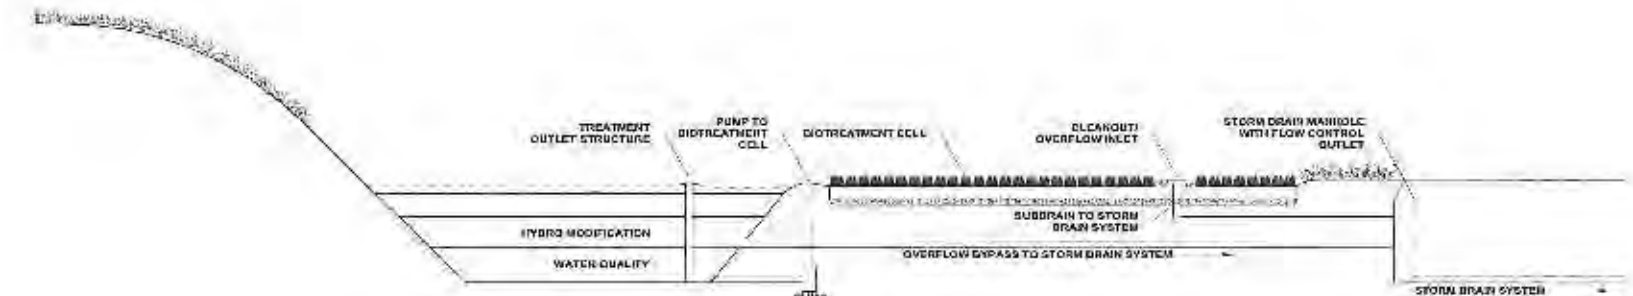 TREATMENT
OUTLET STRUCTURE
PUMP TO
BIOTREATMENT
CELL
BIOTREATMENT CELL
CLEANOUT/
OVERFLOW INLET
STORM DRAIN MANHOLE
WITH FLOW CONTROL
OUTLET
SUBDRAIN TO STORM
DRAIN SYSTEM
HYDRO MODIFICATION
OVERFLOW BYPASS TO STORM DRAIN SYSTEM
WATER QUALITY
STORM DRAIN SYSTEM